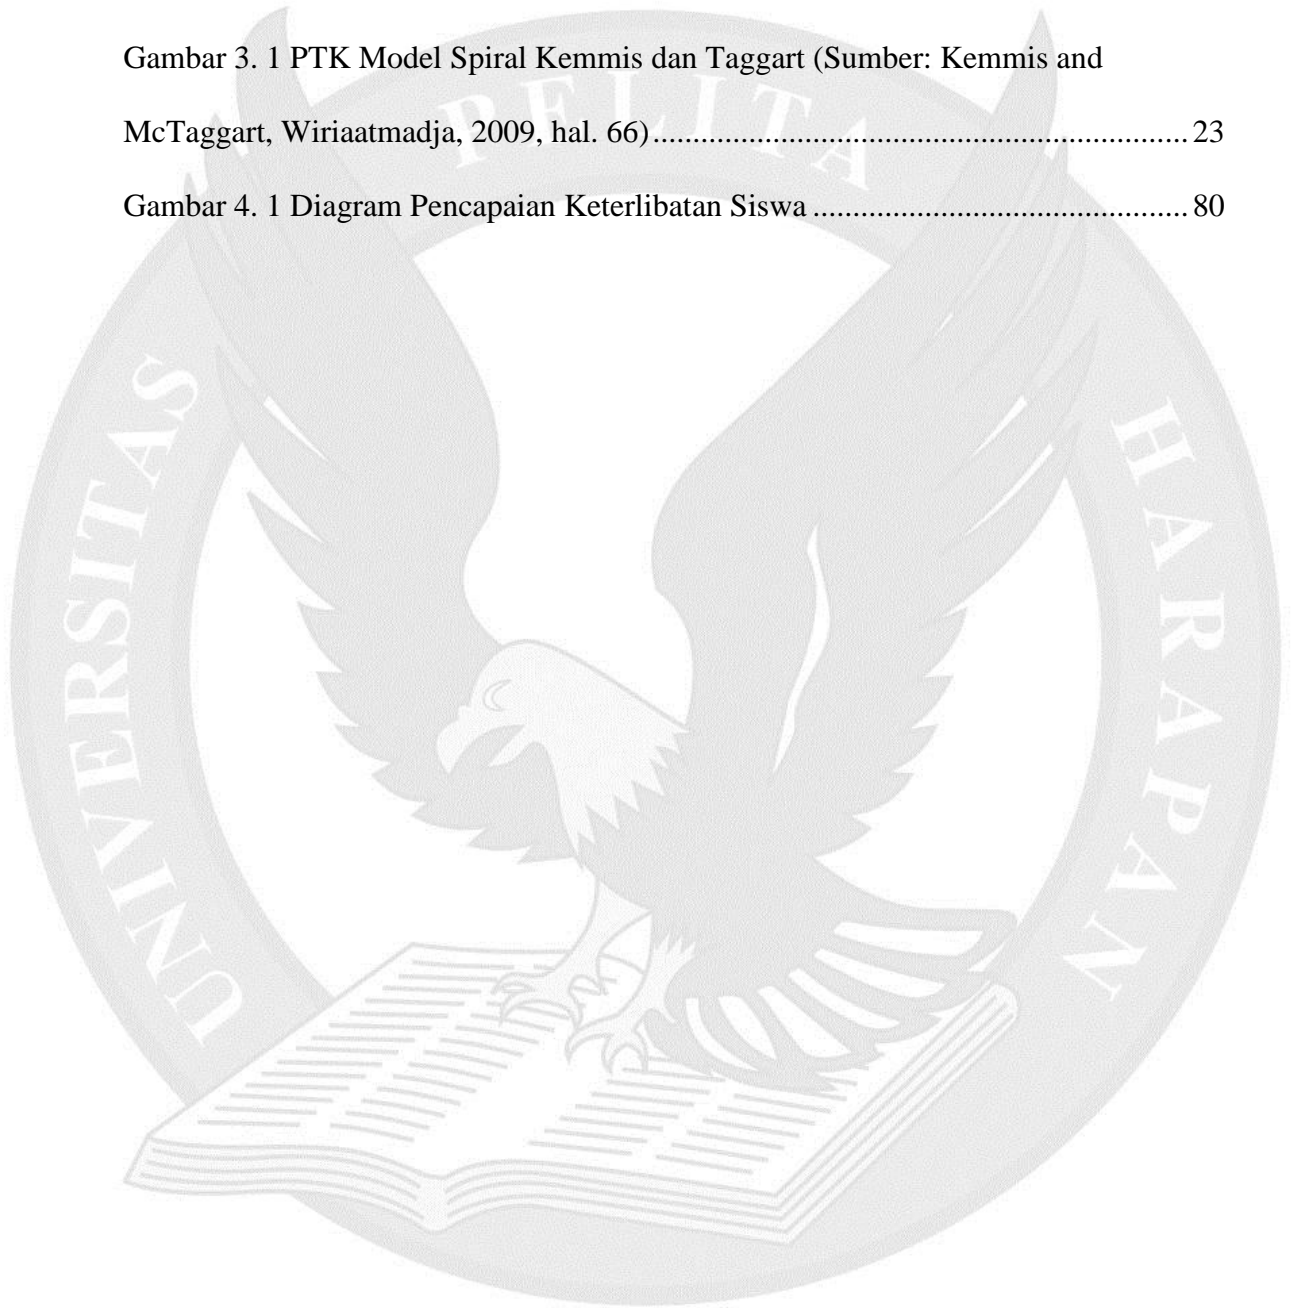 Gambar 3. 1 PTK Model Spiral Kemmis dan Taggart (Sumber: Kemmis and
McTaggart, Wiriaatmadja, 2009, hal. 66).................................................................... 23
Gambar 4. 1 Diagram Pencapaian Keterlibatan Siswa ............................................... 80
UNIVERSITAS PELITA HARAPAN